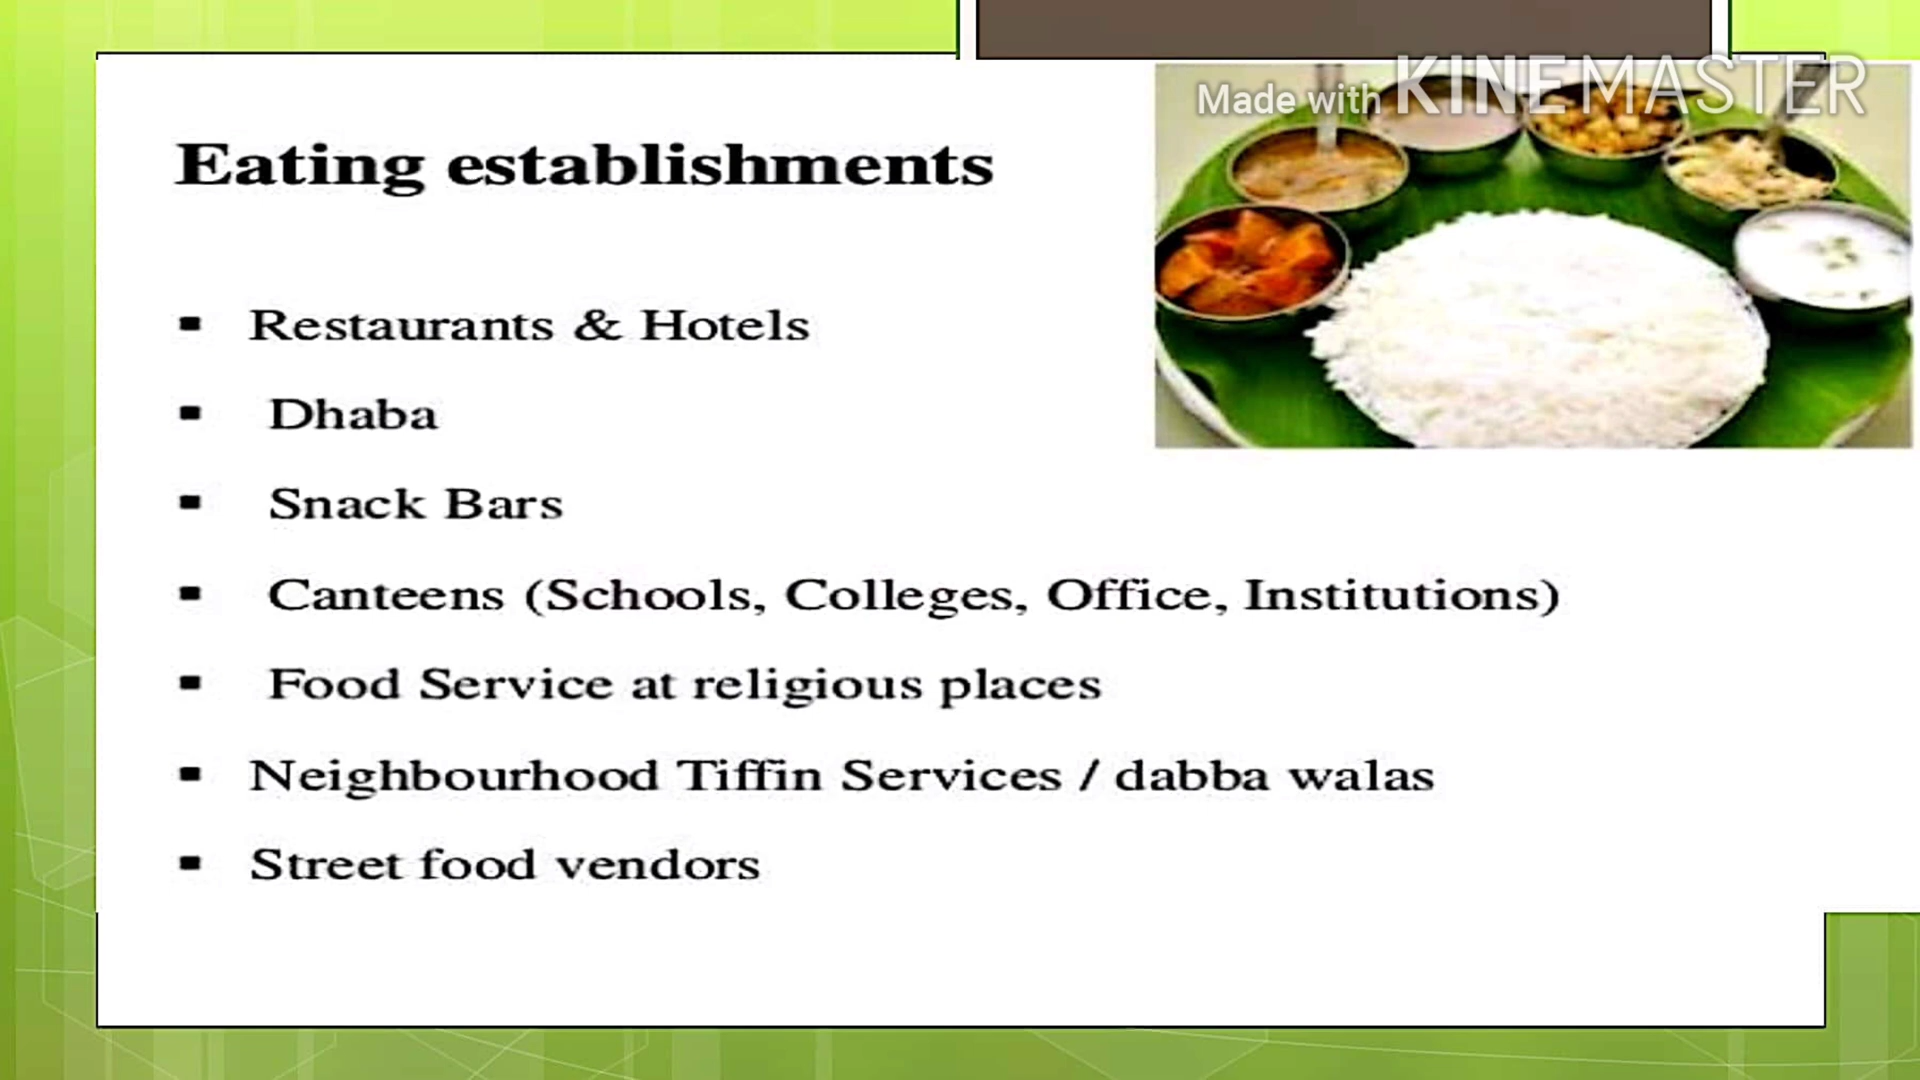 Made with KINEMASTER
Eating establishments
Restaurants & Hotels
Dhaba
Snack Bars
Canteens (Schools, Colleges, Office, Institutions)
Food Service at religious places
Neighbourhood Tiffin Services / dabba walas
Street food vendors